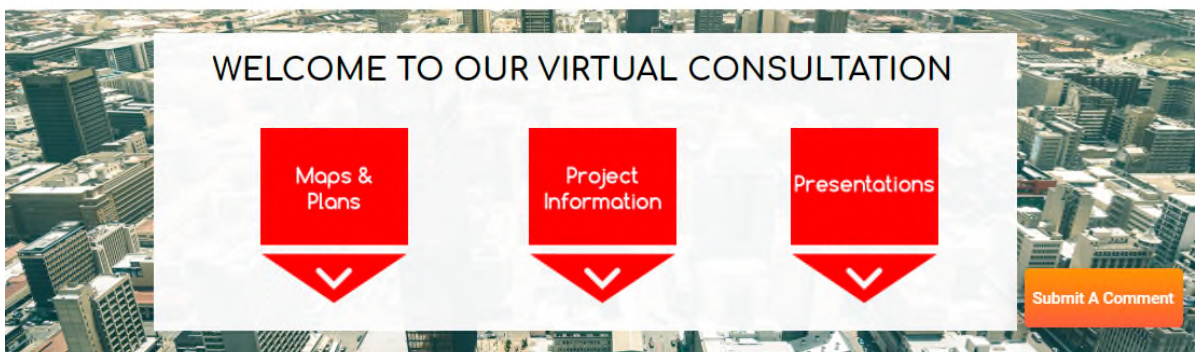 WELCOME TO OUR VIRTUAL CONSULTATION
Maps &
Plans
Project
Information
Presentations
Submit A Comment